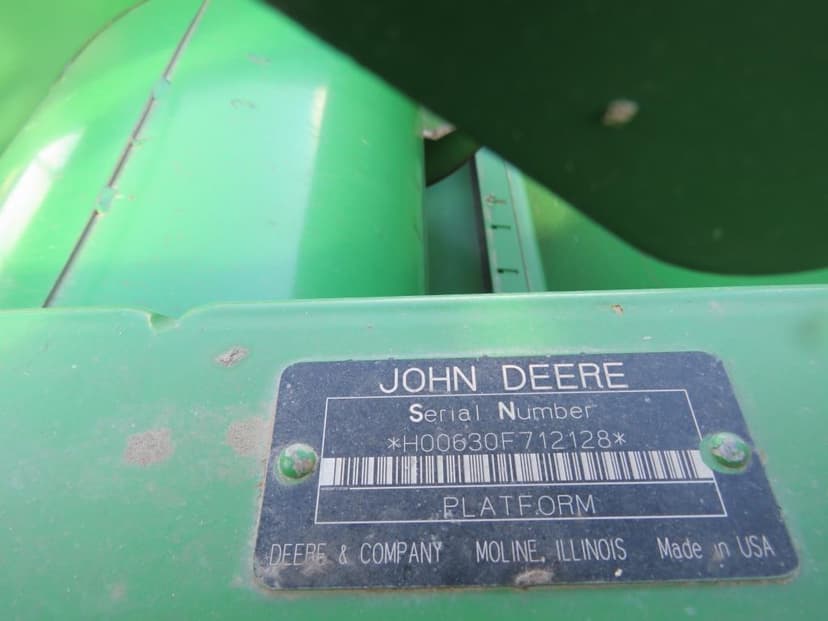 JOHN DEERE
Serial Number
*H00630F712128*
PLATFORM
DEERE & COMPANY MOLINE, ILLINOIS Made in USA